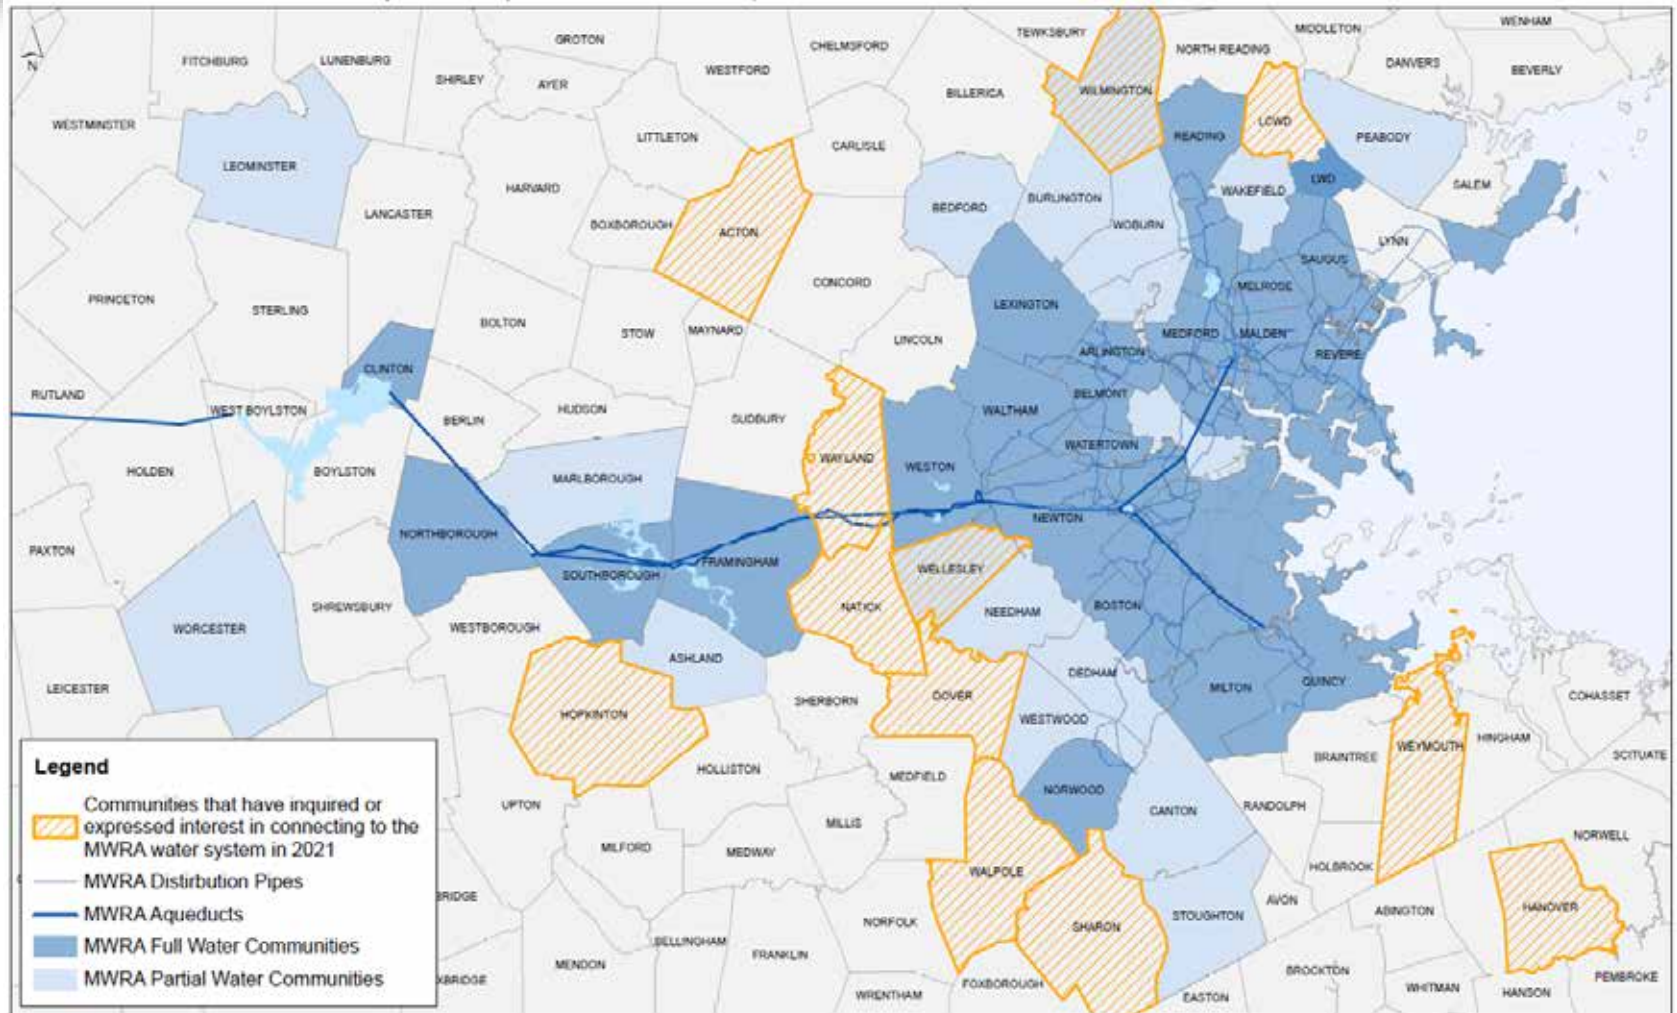 WENHAM
MIDDLETON
TEWKSBURY
GROTON
CHELMSFORD
NORTH READING
FITCHBURG
LUNENBURG
DANVERS
WESTFORD
BEVERLY
SHIRLEY
AYER
BILLERICA
WILMINGTON
LCWD
WESTMINSTER
LITTLETON
READING
PEABODY
CARLISLE
LEOMINSTER
LWD
SALEM
HARVARD
WAKEFIELD
BURLINGTON
BEDFORD
LANCASTER
BOXBOROUGH
WOBURN
ACTON
LYNN
SAUGUS
CONCORD
MELROSE
PRINCETON
LEXINGTON
STERLING
BOLTON
STOW
MAYNARD
MEDFORD
MALDEN
LINCOLN
ARLINGTON
REVERE
CLINTON
RUTLAND
BELMONT
WEST BOYLSTON
HUDSON
WALTHAM
BERLIN
SUDBURY
WATERTOWN
WAYLAND
WESTON
HOLDEN
BOYLSTON
MARLBOROUGH
NEWTON
NORTHBOROUGH
PAXTON
FRAMINGHAM
WELLESLEY
SOUTHBOROUGH
SHREWSBURY
NATICK
BOSTON
NEEDHAM
WORCESTER
WESTBOROUGH
ASHLAND
DEDHAM
LEICESTER
MILTON
QUINCY
DOVER
COHASSET
SHERBORN
HOPKINTON
WESTWOOD
HINGHAM
WEYMOUTH
SCITUATE
BRAINTREE
HOLLISTON
MEDFIELD
NORWOOD
UPTON
RANDOLPH
CANTON
MILLIS
NORWELL
MILFORD
MEDWAY
HOLBROOK
WALPOLE
BRIDGE
AVON
HANOVER
ABINGTON
STOUGHTON
NORFOLK
SHARON
BELLINGHAM
FRANKLIN
MENDON
BROCKTON
PEMBROKE
XBRIDGE
FOXBOROUGH
WHITMAN
HANSON
WRENTHAM
EASTON
N
Legend
Communities that have inquired or
expressed interest in connecting to the
MWRA water system in 2021
MWRA Distirbution Pipes
MWRA Aqueducts
MWRA Full Water Communities
MWRA Partial Water Communities